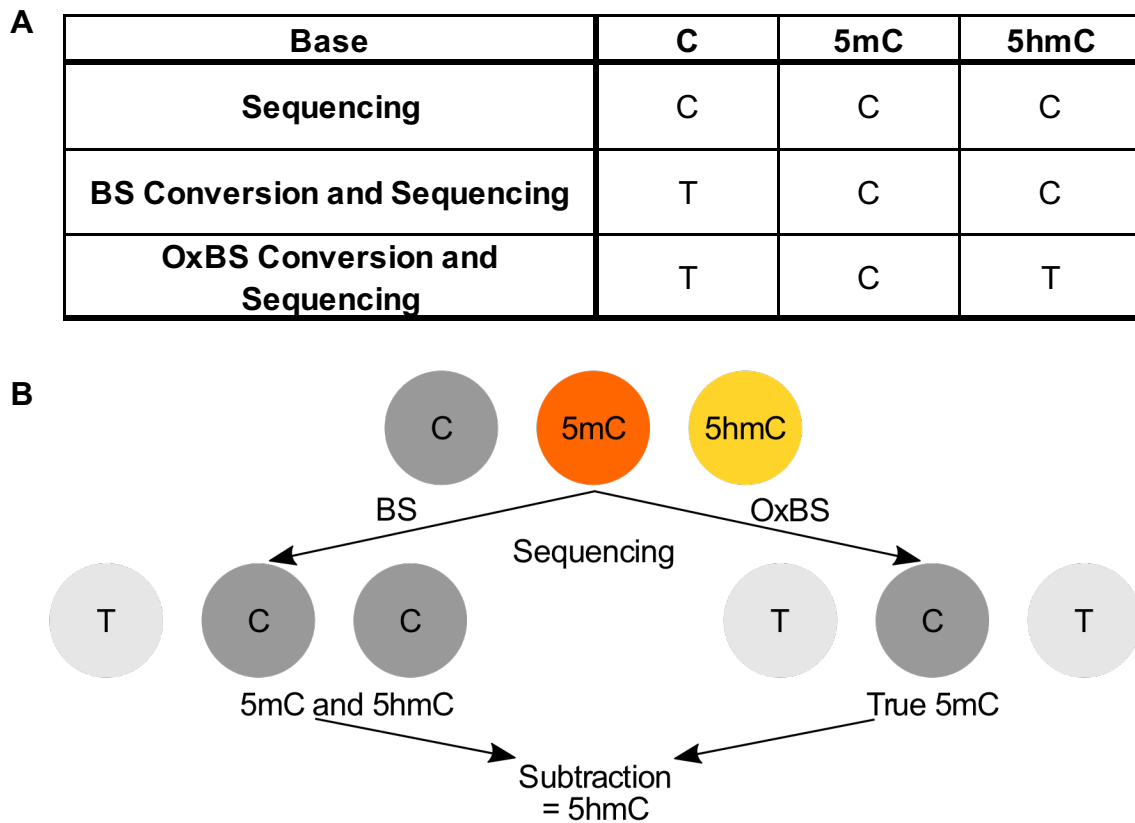 A
Base C 5mC 5hmC
Sequencing C C C
BS Conversion and Sequencing T C C
OxBS Conversion and
Sequencing T C T
B
C 5mC 5hmC
BS OxBS
Sequencing
T C C T C T
5mC and 5hmC True 5mC
Subtraction
= 5hmC